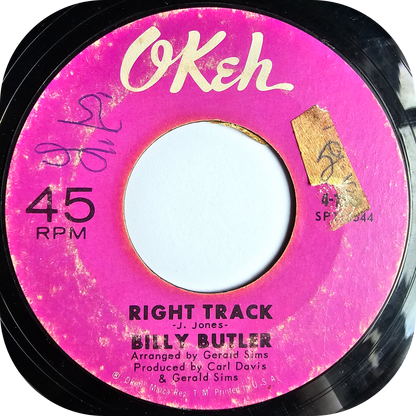 OKeh
45
RPM
RIGHT TRACK
-J. Jones-
BILLY BUTLER
Arranged by Gerald Sims
Produced by Carl Davis
& Gerald Sims